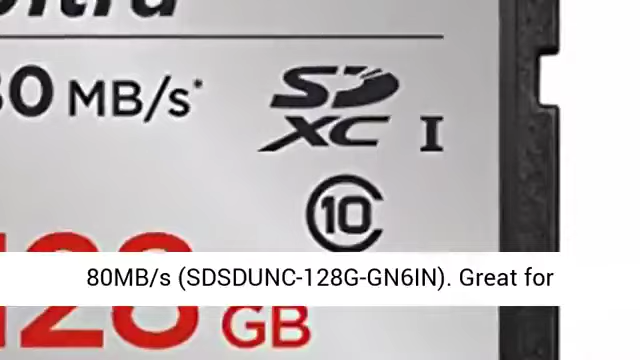 80 MB/s*
SD
XC I
10
80MB/s (SDSDUNC-128G-GN6IN). Great for
128 GB